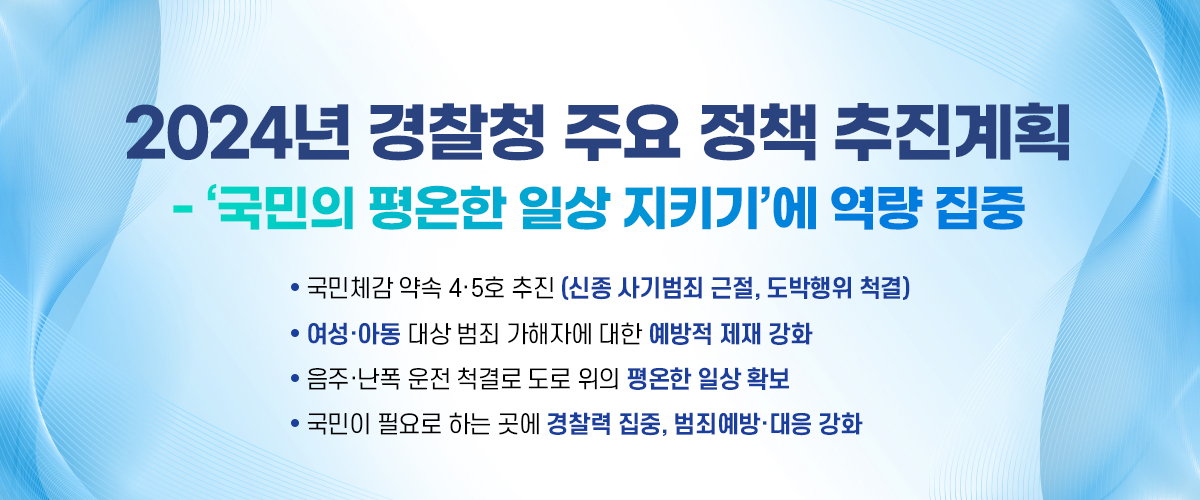 2024년 경찰청 주요 정책 추진계획
- ‘국민의 평온한 일상 지키기’에 역량 집중
• 국민체감 약속 4·5호 추진 (신종 사기범죄 근절, 도박행위 척결)
• 여성·아동 대상 범죄 가해자에 대한 예방적 제재 강화
• 음주·난폭 운전 척결로 도로 위의 평온한 일상 확보
• 국민이 필요로 하는 곳에 경찰력 집중, 범죄예방·대응 강화